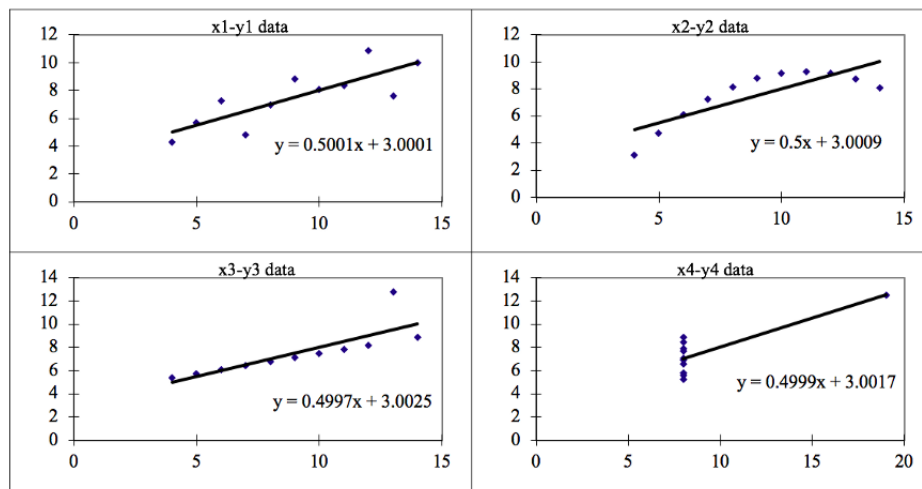 x1-y1 data
12
10
8
6
4
2
0
y = 0.5001x + 3.0001
0 5 10 15
x2-y2 data
12
10
8
6
4
2
0
y = 0.5x + 3.0009
0 5 10 15
x3-y3 data
14
12
10
8
6
4
2
0
y = 0.4997x + 3.0025
0 5 10 15
x4-y4 data
14
12
10
8
6
4
2
0
y = 0.4999x + 3.0017
0 5 10 15 20